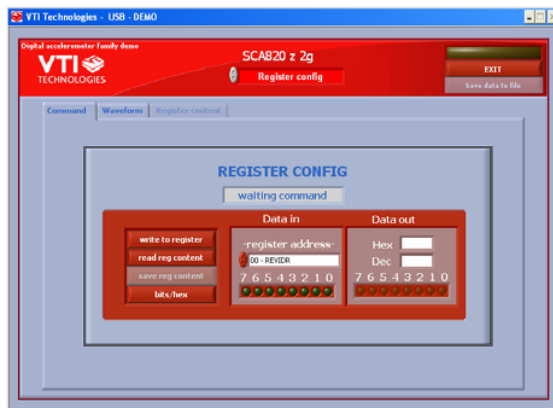 VTI Technologies - USB - DEMO
Digital accelerometer family demo
VTI
TECHNOLOGIES
SCA820 z 2g
Register config
EXIT
Save data to file
Command Waveform Register content
REGISTER CONFIG
waiting command
write to register
read reg content
save reg content
bits/hex
Data in
-register address-
00 - REVIDR
7 6 5 4 3 2 1 0
Data out
Hex
Dec
7 6 5 4 3 2 1 0